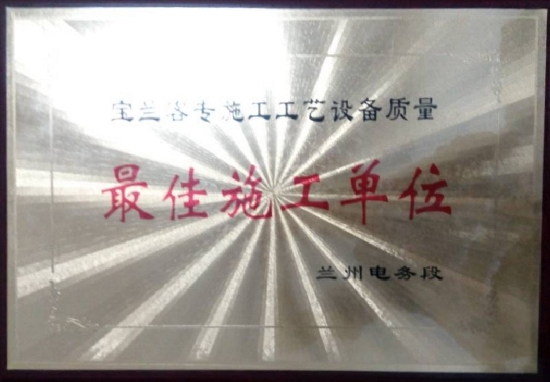 宝兰客专施工工艺设备质量
最佳施工单位
兰州电务段